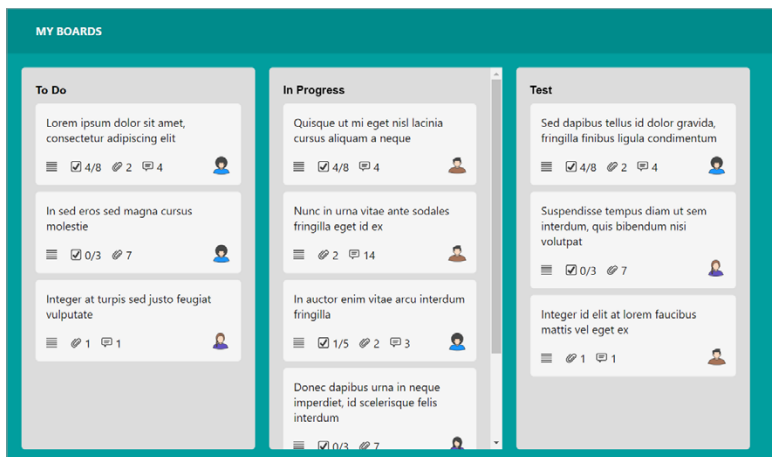 MY BOARDS
To Do
Lorem ipsum dolor sit amet,
consectetur adipiscing elit
4/8 2 4
In sed eros sed magna cursus
molestie
0/3 7
Integer at turpis sed justo feugiat
vulputate
1 1
In Progress
Quisque ut mi eget nisl lacinia
cursus aliquam a neque
4/8 4
Nunc in urna vitae ante sodales
fringilla eget id ex
2 14
In auctor enim vitae arcu interdum
fringilla
1/5 2 3
Donec dapibus urna in neque
imperdiet, id scelerisque felis
interdum
0/3 7
Test
Sed dapibus tellus id dolor gravida,
fringilla finibus ligula condimentum
4/8 2 4
Suspendisse tempus diam ut sem
interdum, quis bibendum nisi
volutpat
0/3 7
Integer id elit at lorem faucibus
mattis vel eget ex
1 1